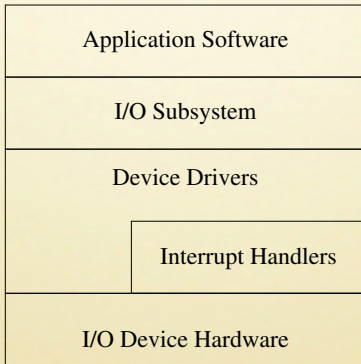 Application Software
I/O Subsystem
Device Drivers
Interrupt Handlers
I/O Device Hardware